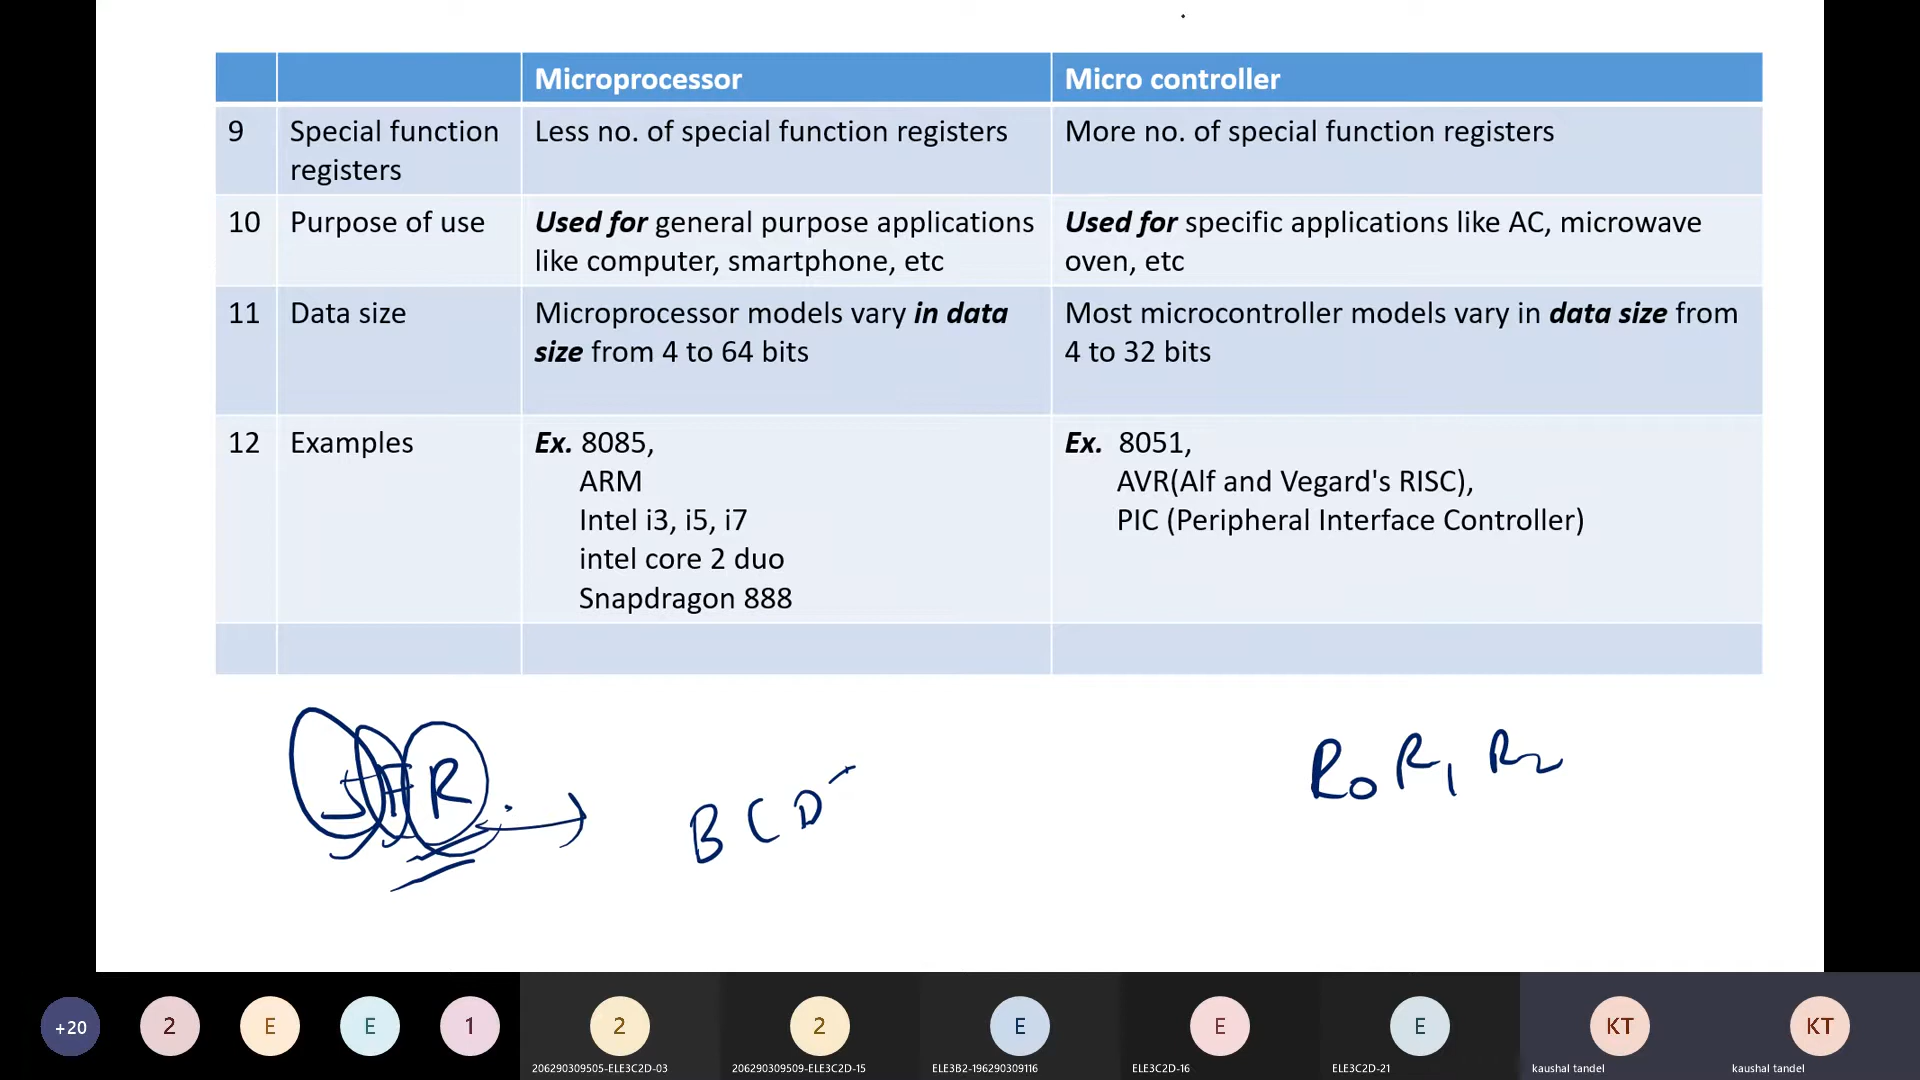 Microprocessor Micro controller
9 Special function Less no. of special function registers More no. of special function registers
registers
10 Purpose of use Used for general purpose applications Used for specific applications like AC, microwave
like computer, smartphone, etc oven, etc
11 Data size Microprocessor models vary in data Most microcontroller models vary in data size from
size from 4 to 64 bits 4 to 32 bits
12 Examples Ex. 8085, Ex. 8051,
ARM AVR(Alf and Vegard's RISC),
Intel i3, i5, i7 PIC (Peripheral Interface Controller)
intel core 2 duo
Snapdragon 888
SFR B C D R0 R1 R2
+20 2 E E 1 2 2 E E E KT KT
206290309505-ELE3C2D-03 206290309509-ELE3C2D-15 ELE3B2-196290309116 ELE3C2D-16 ELE3C2D-21 kaushal tandel kaushal tandel